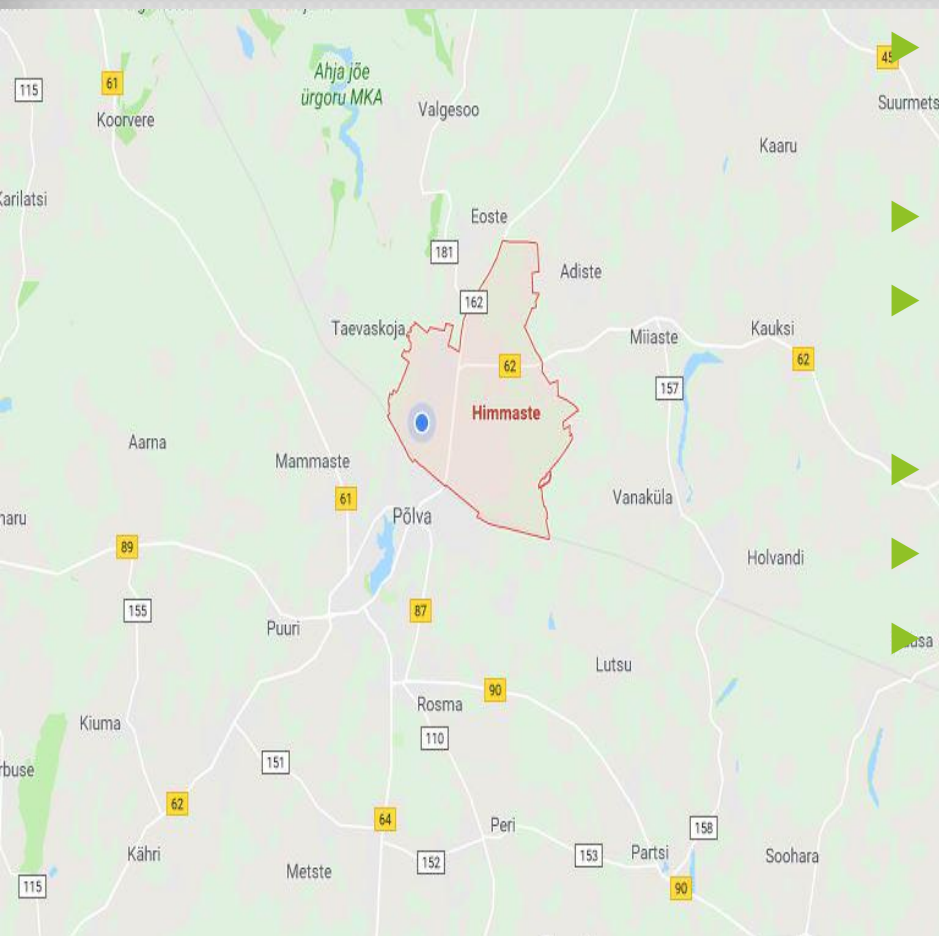 115
61
Koorvere
Ahja jõe
ürgoru MKA
Valgesoo
45
Kaaru
Eoste
181
Adiste
162
Taevaskoja
Miiaste
Kauksi
62
62
157
Himmaste
Aarna
Mammaste
61
Vanaküla
Põlva
89
Holvandi
155
87
Puuri
Lutsu
90
Rosma
Kiuma
110
151
62
64
Peri
158
Kähri
152
153
Partsi
Soohara
Metste
115
90